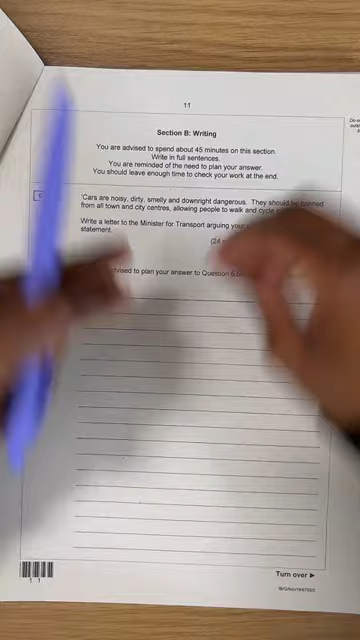 11
Section B: Writing
You are advised to spend about 45 minutes on this section.
Write in full sentences.
You are reminded of the need to plan your answer.
You should leave enough time to check your work at the end.
'Cars are noisy, dirty, smelly and downright dangerous. They should be banned
from all town and city centres, allowing people to walk and cycle
Write a letter to the Minister for Transport arguing your
statement.
(24
advised to plan your answer to Question
Turn over ►
1 1